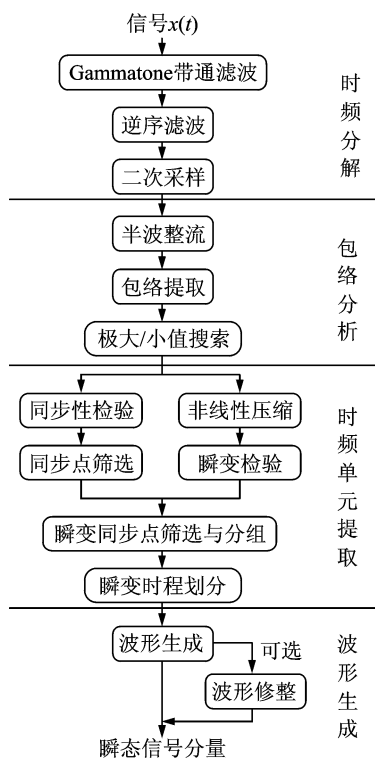 信号x(t)
Gammatone带通滤波
逆序滤波
二次采样
时频分解
半波整流
包络提取
极大/小值搜索
包络分析
同步性检验
非线性压缩
同步点筛选
瞬变检验
瞬变同步点筛选与分组
瞬变时程划分
时频单元提取
波形生成
可选
波形修整
瞬态信号分量
波形生成